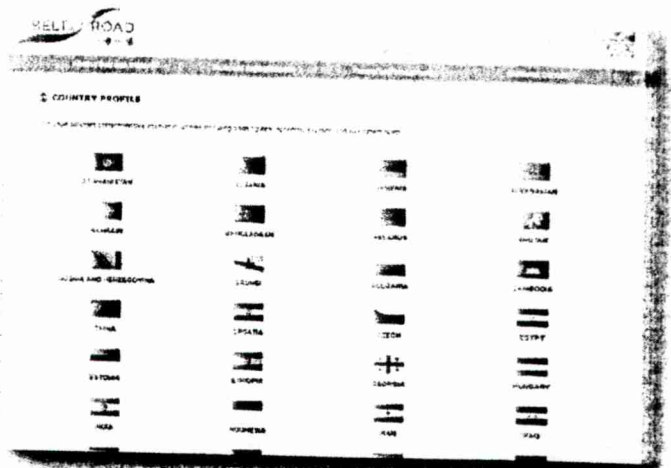 BELT ROAD
COUNTRY PROFILE
AFGHANISTAN ALBANIA ARMENIA AZERBAIJAN
BAHRAIN BANGLADESH BELARUS BHUTAN
BOSNIA AND HERZEGOVINA BRUNEI BULGARIA CAMBODIA
CHINA CROATIA CZECH EGYPT
ESTONIA ETHIOPIA GEORGIA HUNGARY
INDIA INDONESIA IRAN IRAQ